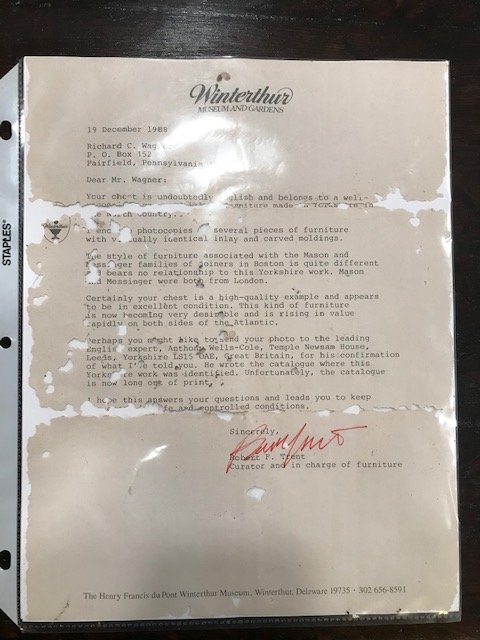 Winterthur
MUSEUM AND GARDENS
19 December 1988
Richard C. Wagner
P. O. Box 152
Fairfield, Pennsylvania
Dear Mr. Wagner:
Your chest is undoubtedly English and belongs to a well-
furniture made in
the North Country...
I photocopies several pieces of furniture
with virtually identical inlay and carved moldings.
The style of furniture associated with the Mason and
Messinger families of joiners in Boston is quite different
and bears no relationship to this Yorkshire work. Mason
and Messinger were both from London.
Certainly your chest is a high-quality example and appears
to be in excellent condition. This kind of furniture
is now becoming very desirable and is rising in value
rapidly on both sides of the Atlantic.
Perhaps you might like to send your photo to the leading
English expert, Anthony Wells-Cole, Temple Newsam House,
Leeds, Yorkshire LS15 OAE, Great Britain, for his confirmation
of what I've told you. He wrote the catalogue where this
Yorkshire work was identified. Unfortunately, the catalogue
is now long out of print.
I hope this answers your questions and leads you to keep
and controlled conditions.
Sincerely,
Robert F. Trent
Curator and in charge of furniture
The Henry Francis du Pont Winterthur Museum, Winterthur, Delaware 19735 · 302 656-8591
STAPLES
Winterthur